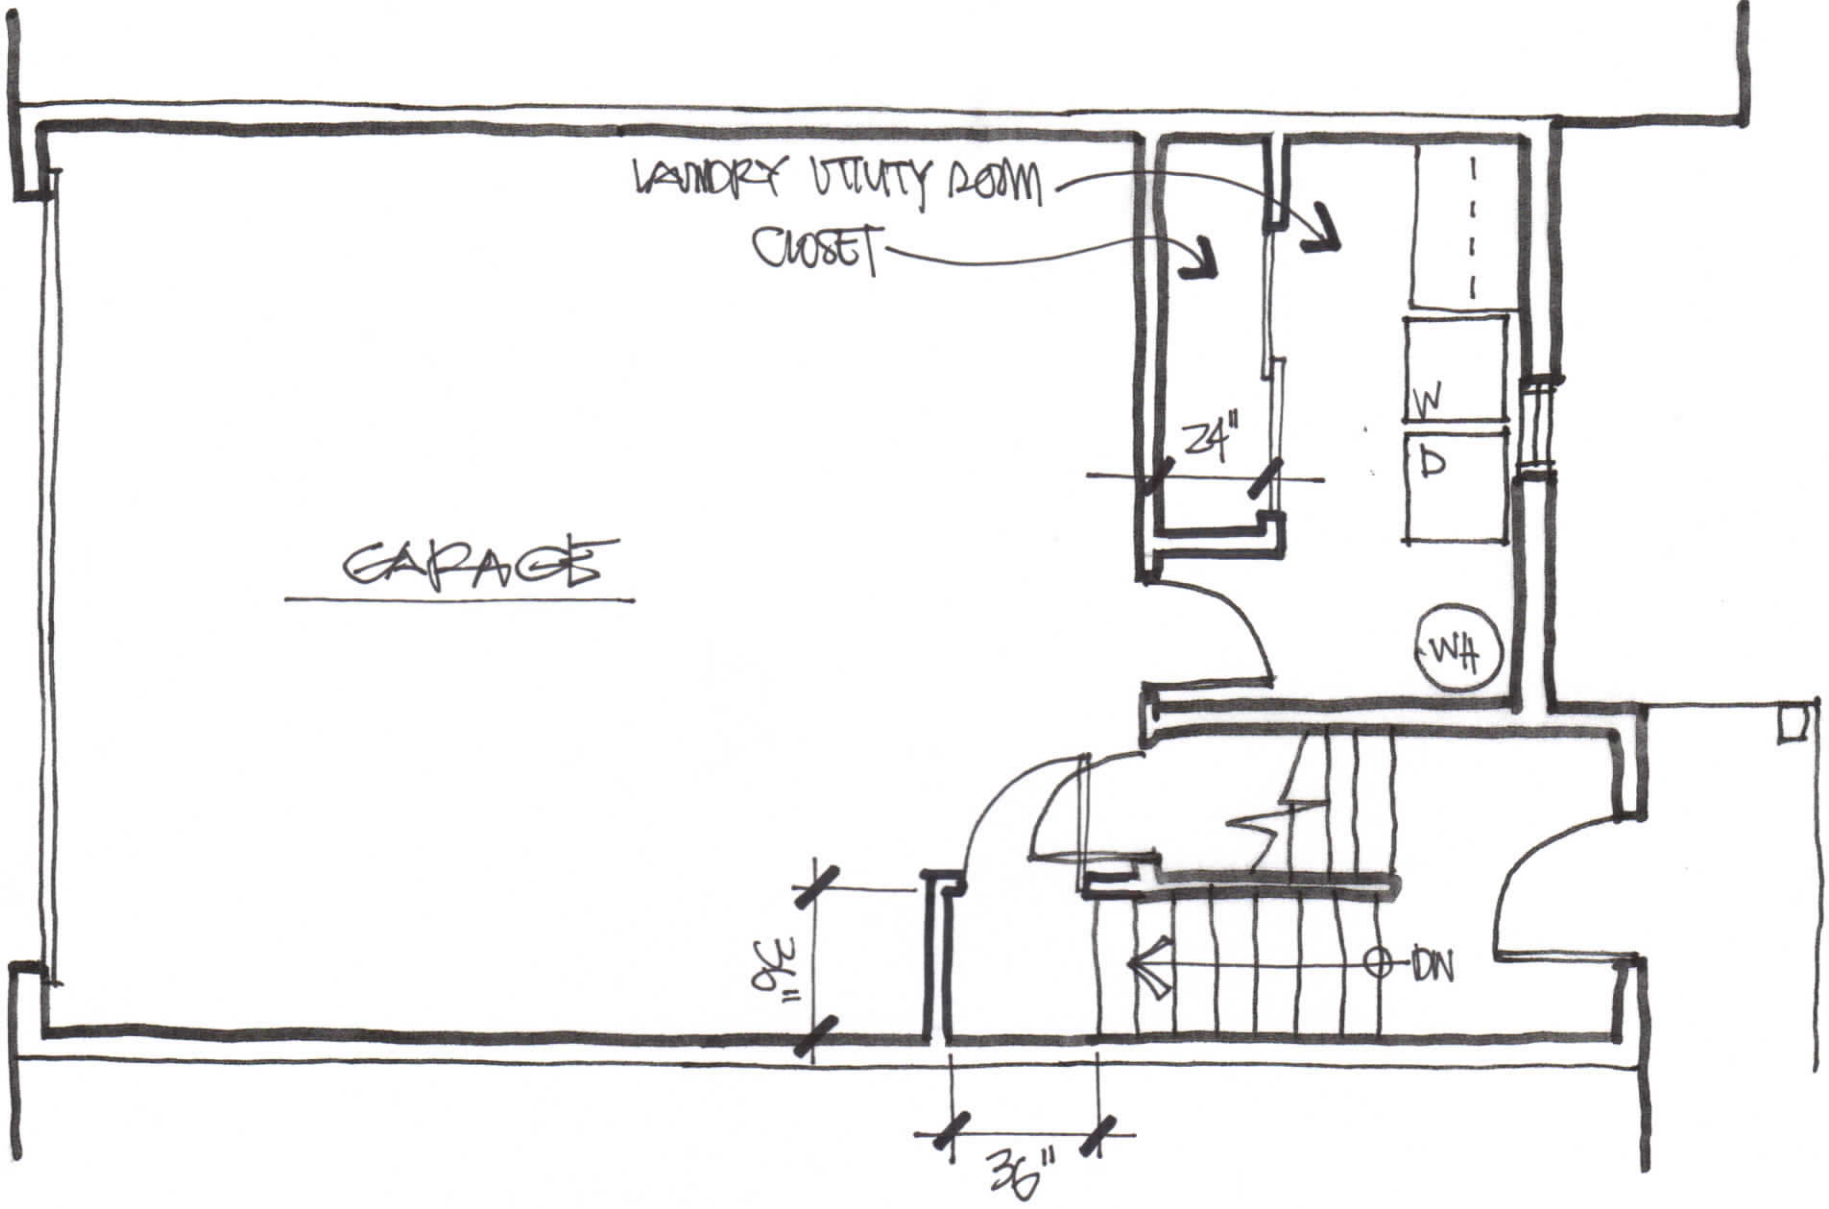 LAUNDRY UTILITY ROOM
CLOSET
24"
W
D
GARAGE
WH
36"
DN
36"